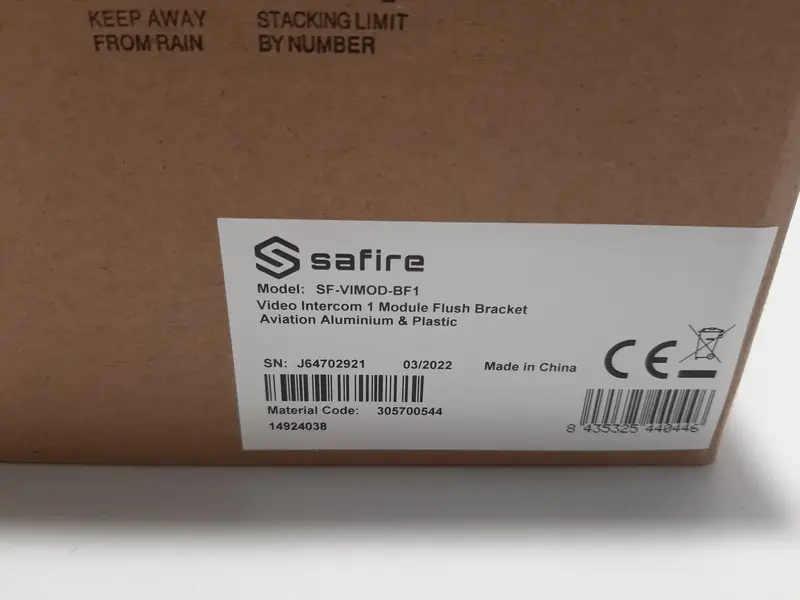 KEEP AWAY
FROM RAIN
STACKING LIMIT
BY NUMBER
safire
Model: SF-VIMOD-BF1
Video Intercom 1 Module Flush Bracket
Aviation Aluminium & Plastic
SN: J64702921 03/2022 Made in China
CE
Material Code: 305700544
14924038
8 435325 440446